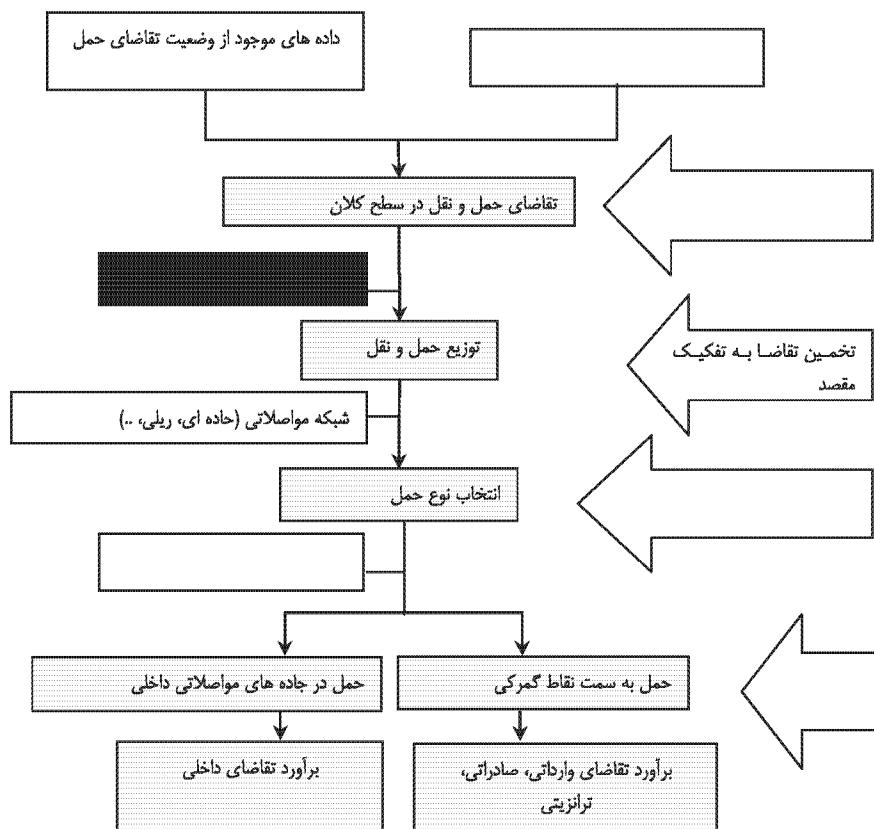 داده های موجود از وضعیت تقاضای حمل
تقاضای حمل و نقل در سطح کلان
توزیع حمل و نقل
تخمین تقاضا به تفکیک
مقصد
شبکه مواصلاتی (حاده ای، ریلی، ..)
انتخاب نوع حمل
حمل به سمت نقاط گمرکی
حمل در جاده های مواصلاتی داخلی
برآورد تقاضای وارداتی، صادراتی،
ترانزیتی
برآورد تقاضای داخلی